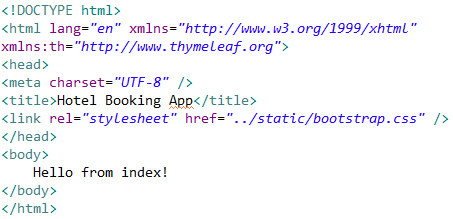 <!DOCTYPE html>
<html lang="en" xmlns="http://www.w3.org/1999/xhtml"
xmlns:th="http://www.thymeleaf.org">
<head>
<meta charset="UTF-8" />
<title>Hotel Booking App</title>
<link rel="stylesheet" href="../static/bootstrap.css" />
</head>
<body>
    Hello from index!
</body>
</html>